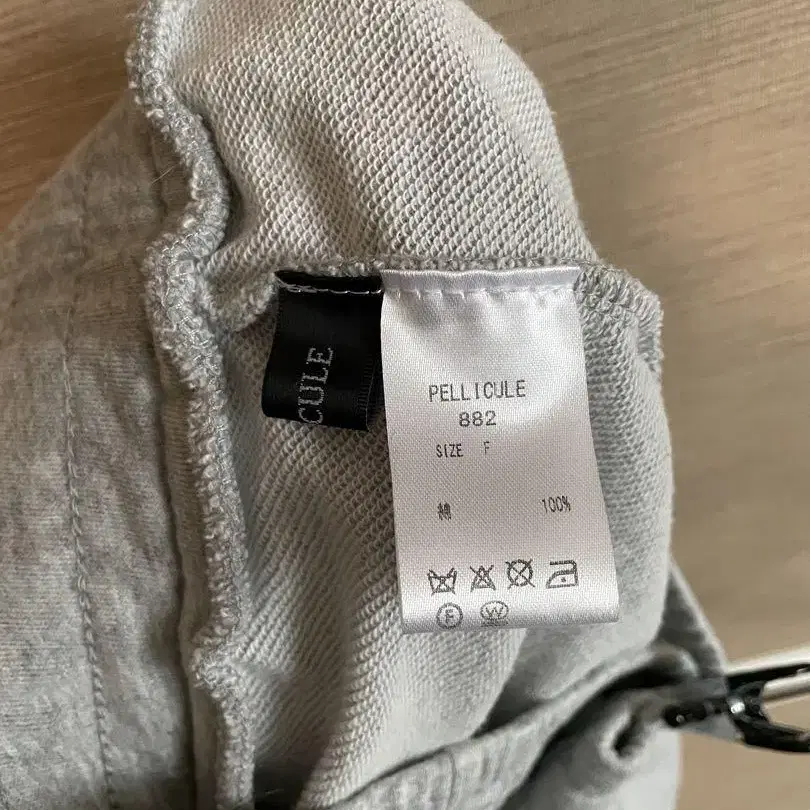 CULE
PELLICULE
882
SIZE F
綿 100%
F W